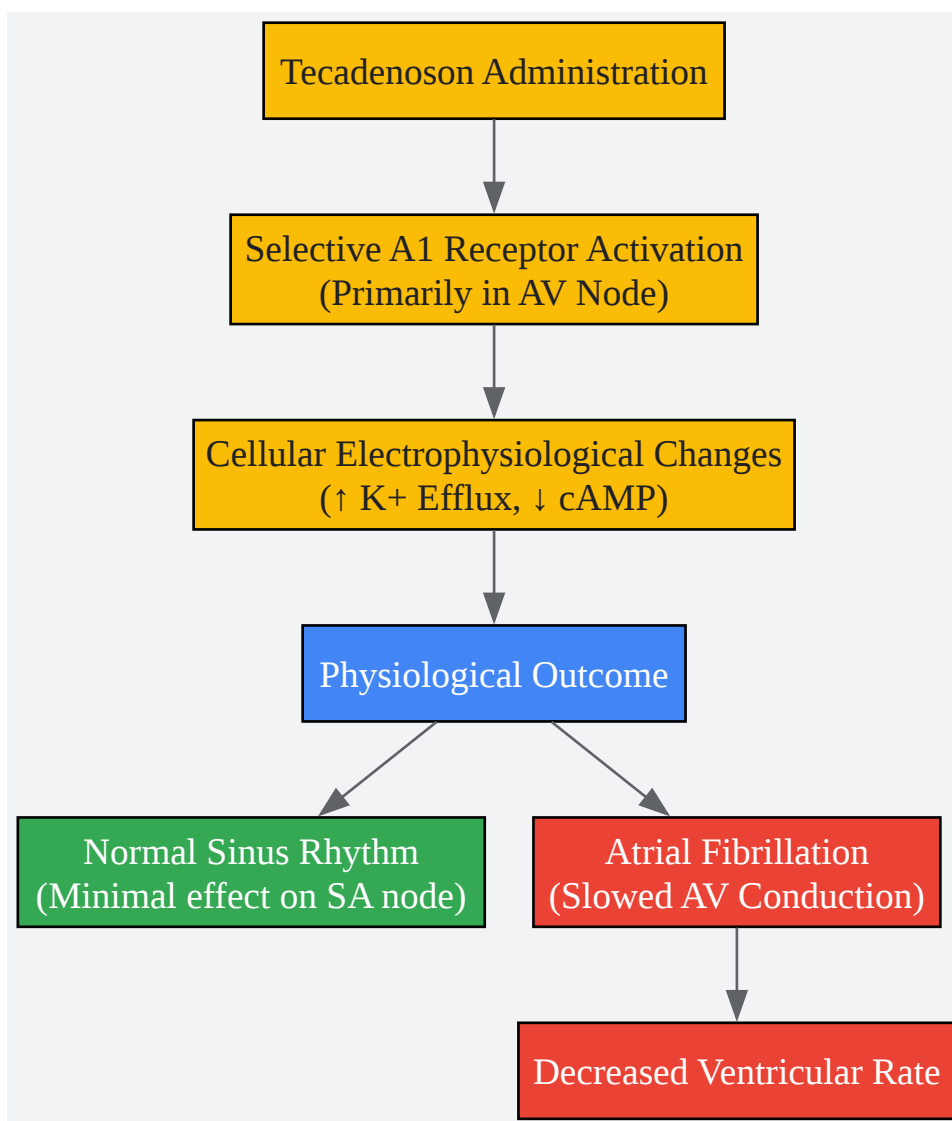 Tecadenoson Administration
Selective A1 Receptor Activation
(Primarily in AV Node)
Cellular Electrophysiological Changes
(↑ K+ Efflux, ↓ cAMP)
Physiological Outcome
Normal Sinus Rhythm
(Minimal effect on SA node)
Atrial Fibrillation
(Slowed AV Conduction)
Decreased Ventricular Rate